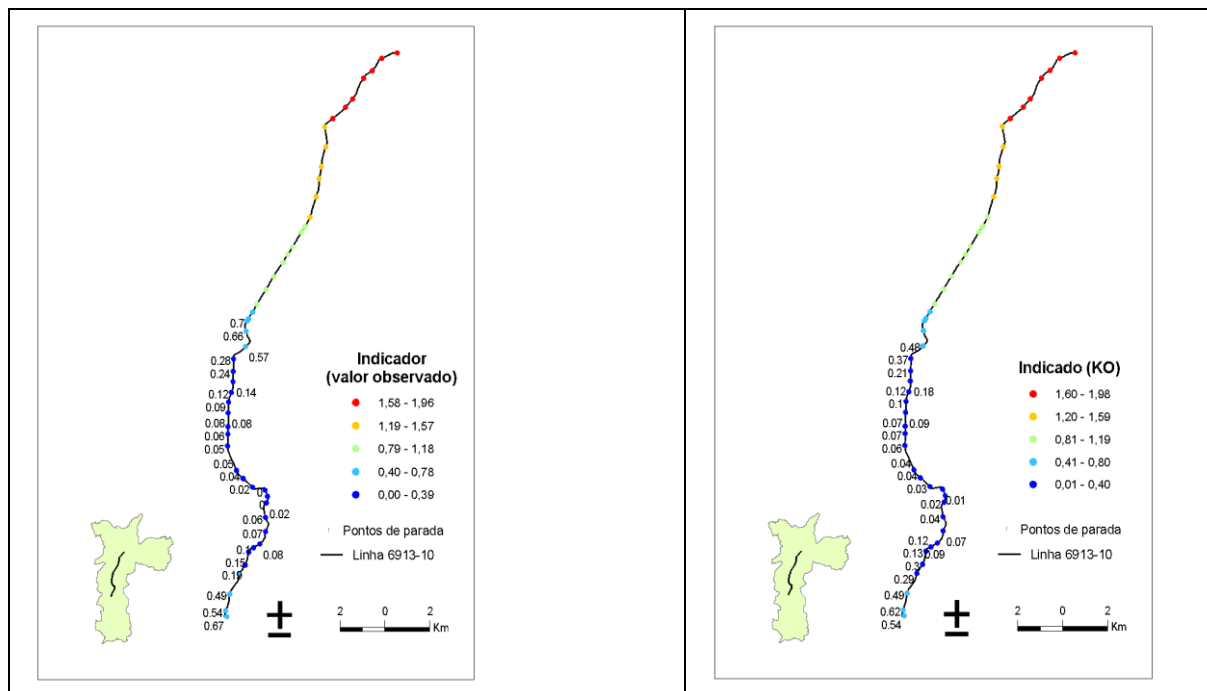 0.7
0.66
0.57
0.28
0.24
0.12
0.14
0.09
0.08
0.08
0.06
0.05
0.05
0.04
0.02
0
0.02
0.06
0.07
0.08
0.15
0.49
0.54
0.67
Indicador
(valor observado)
1,58 - 1,96
1,19 - 1,57
0,79 - 1,18
0,40 - 0,78
0,00 - 0,39
Pontos de parada
Linha 6913-10
2 0 2
Km
0.48
0.37
0.21
0.12
0.18
0.1
0.07
0.09
0.07
0.06
0.04
0.04
0.03
0.01
0.02
0.04
0.12
0.07
0.13
0.09
0.29
0.49
0.62
0.54
Indicado (KO)
1,60 - 1,98
1,20 - 1,59
0,81 - 1,19
0,41 - 0,80
0,01 - 0,40
Pontos de parada
Linha 6913-10
2 0 2
Km